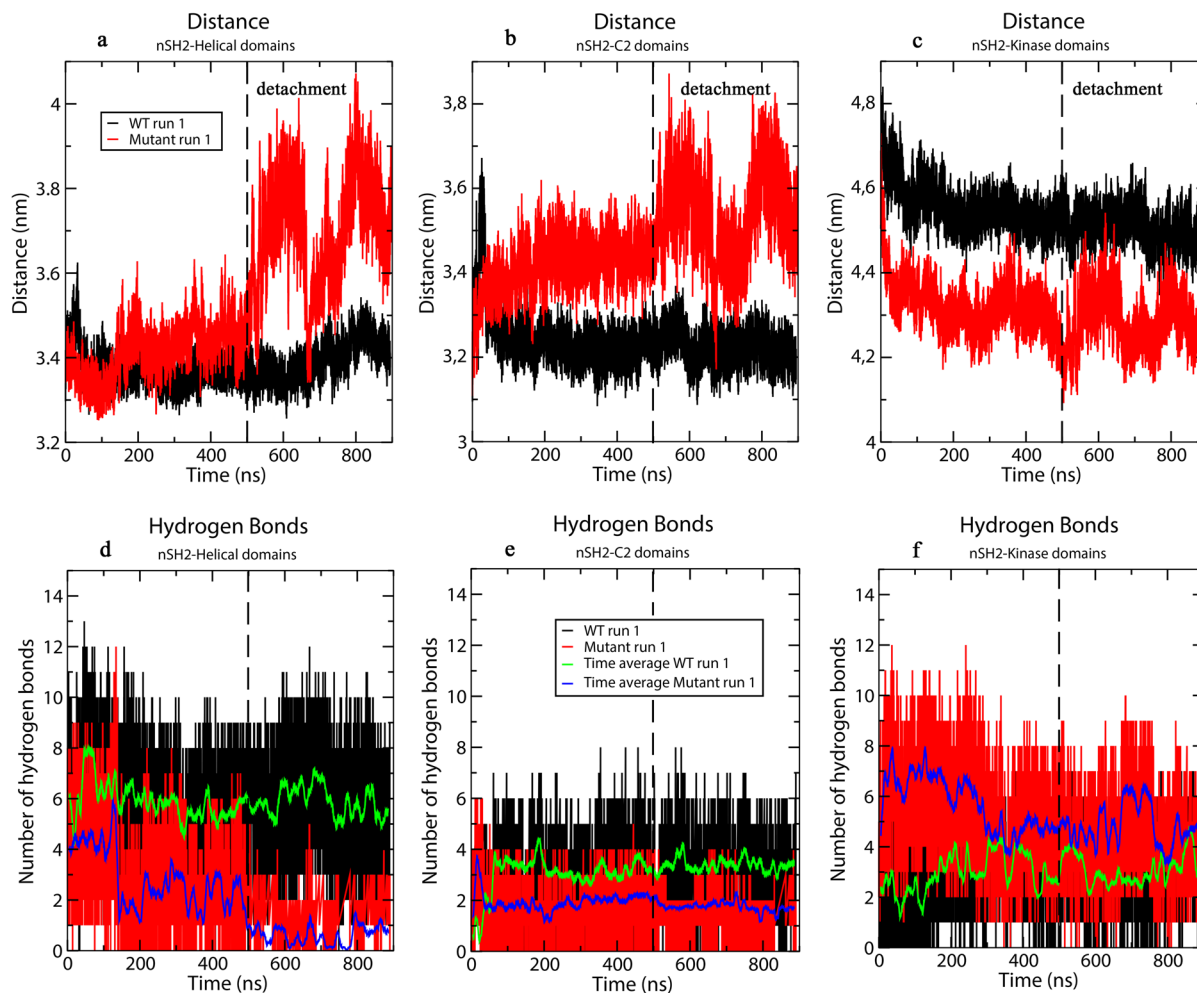 Distance
a
nSH2-Helical domains
detachment
WT run 1
Mutant run 1
4
3.8
3.6
3.4
3.2
Distance (nm)
0 200 400 600 800
Time (ns)
Distance
b
nSH2-C2 domains
detachment
3,8
3,6
3,4
3,2
3
Distance (nm)
0 200 400 600 800
Time (ns)
Distance
c
nSH2-Kinase domains
detachment
4,8
4,6
4,4
4,2
4
Distance (nm)
0 200 400 600 800
Time (ns)
Hydrogen Bonds
d
nSH2-Helical domains
14
12
10
8
6
4
2
0
Number of hydrogen bonds
0 200 400 600 800
Time (ns)
Hydrogen Bonds
e
nSH2-C2 domains
WT run 1
Mutant run 1
Time average WT run 1
Time average Mutant run 1
14
12
10
8
6
4
2
0
Number of hydrogen bonds
0 200 400 600 800
Time (ns)
Hydrogen Bonds
f
nSH2-Kinase domains
14
12
10
8
6
4
2
0
Number of hydrogen bonds
0 200 400 600 800
Time (ns)